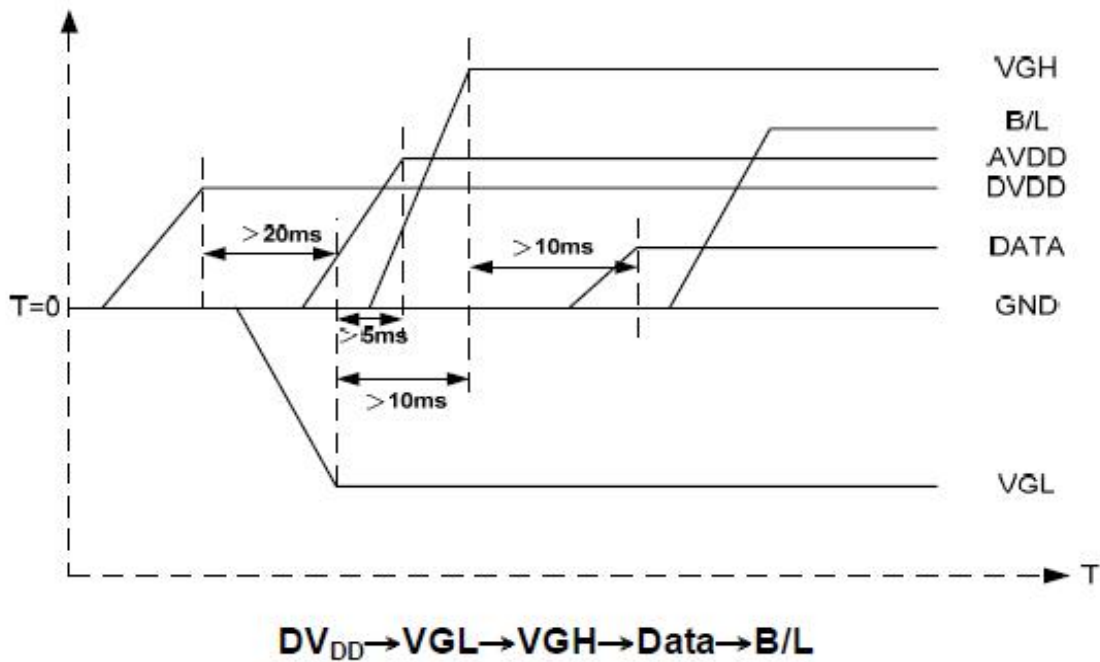 VGH
B/L
AVDD
DVDD
>20ms
>10ms
DATA
T=0
GND
>5ms
>10ms
VGL
T
DVDD→VGL→VGH→Data→B/L